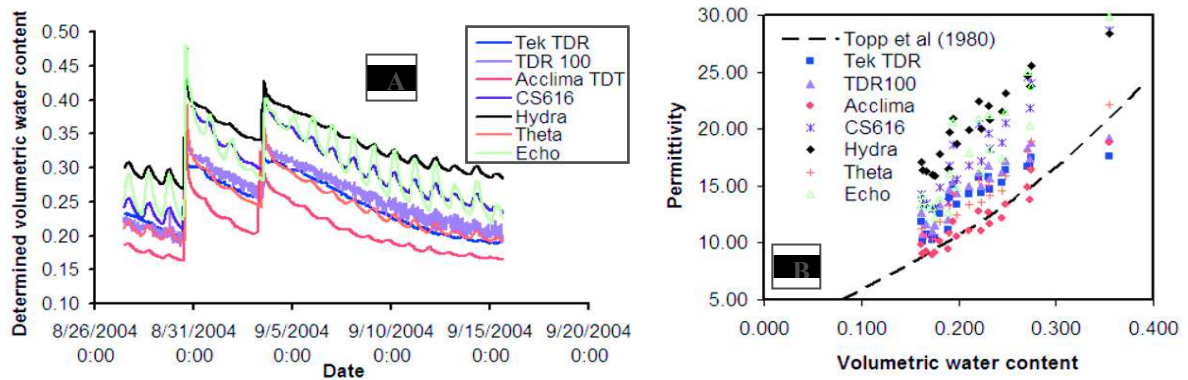 Determined volumetric water content
0.50
0.45
0.40
0.35
0.30
0.25
0.20
0.15
0.10
8/26/2004 8/31/2004 9/5/2004 9/10/2004 9/15/2004 9/20/2004
0:00 0:00 0:00 0:00 0:00 0:00
Date
A
Tek TDR
TDR 100
Acclima TDT
CS616
Hydra
Theta
Echo
Permittivity
30.00
25.00
20.00
15.00
10.00
5.00
0.000 0.100 0.200 0.300 0.400
Volumetric water content
Topp et al (1980)
Tek TDR
TDR100
Acclima
CS616
Hydra
Theta
Echo
B